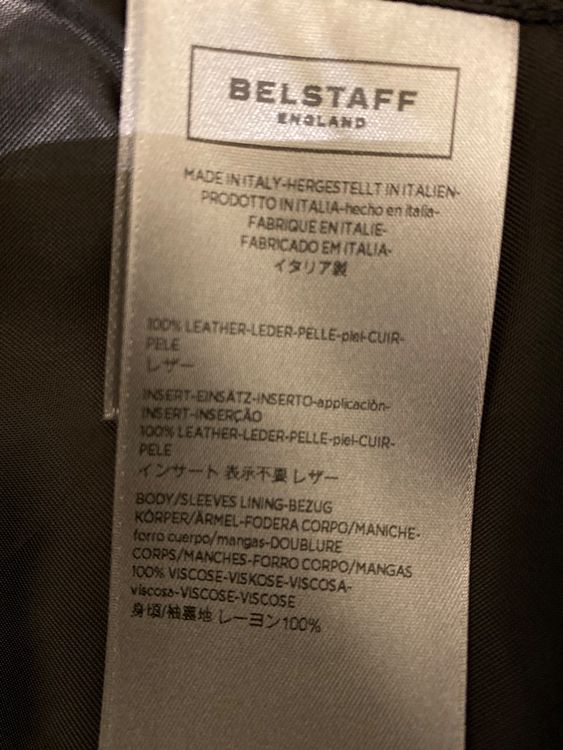 BELSTAFF
ENGLAND
MADE IN ITALY-HERGESTELLT IN ITALIEN-
PRODOTTO IN ITALIA-hecho en italia-
FABRIQUE EN ITALIE-
FABRICADO EM ITALIA-
イタリア製
100% LEATHER-LEDER-PELLE-piel-CUIR-
PELE
レザー
INSERT-EINSÄTZ-INSERTO-applicaciòn-
INSERT-INSERÇÃO
100% LEATHER-LEDER-PELLE-piel-CUIR-
PELE
インサート 表示不要 レザー
BODY/SLEEVES LINING-BEZUG
KÖRPER/ÄRMEL-FODERA CORPO/MANICHE-
forro cuerpo/mangas-DOUBLURE
CORPS/MANCHES-FORRO CORPO/MANGAS
100% VISCOSE-VISKOSE-VISCOSA-
viscosa-VISCOSE-VISCOSE
身頃/袖裏地 レーヨン100%